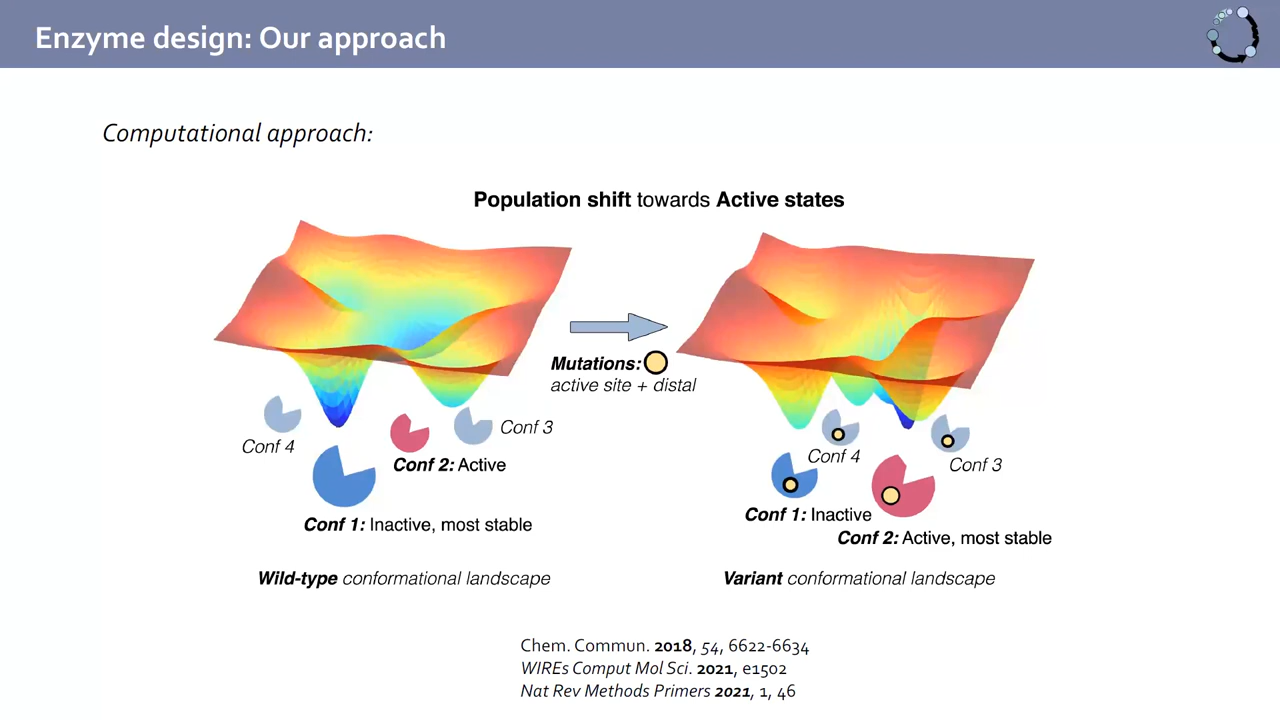 Enzyme design: Our approach
Computational approach:
Population shift towards Active states
Mutations:
active site + distal
Conf 4
Conf 3
Conf 2: Active
Conf 1: Inactive, most stable
Wild-type conformational landscape
Conf 4
Conf 3
Conf 1: Inactive
Conf 2: Active, most stable
Variant conformational landscape
Chem. Commun. 2018, 54, 6622-6634
WIREs Comput Mol Sci. 2021, e1502
Nat Rev Methods Primers 2021, 1, 46